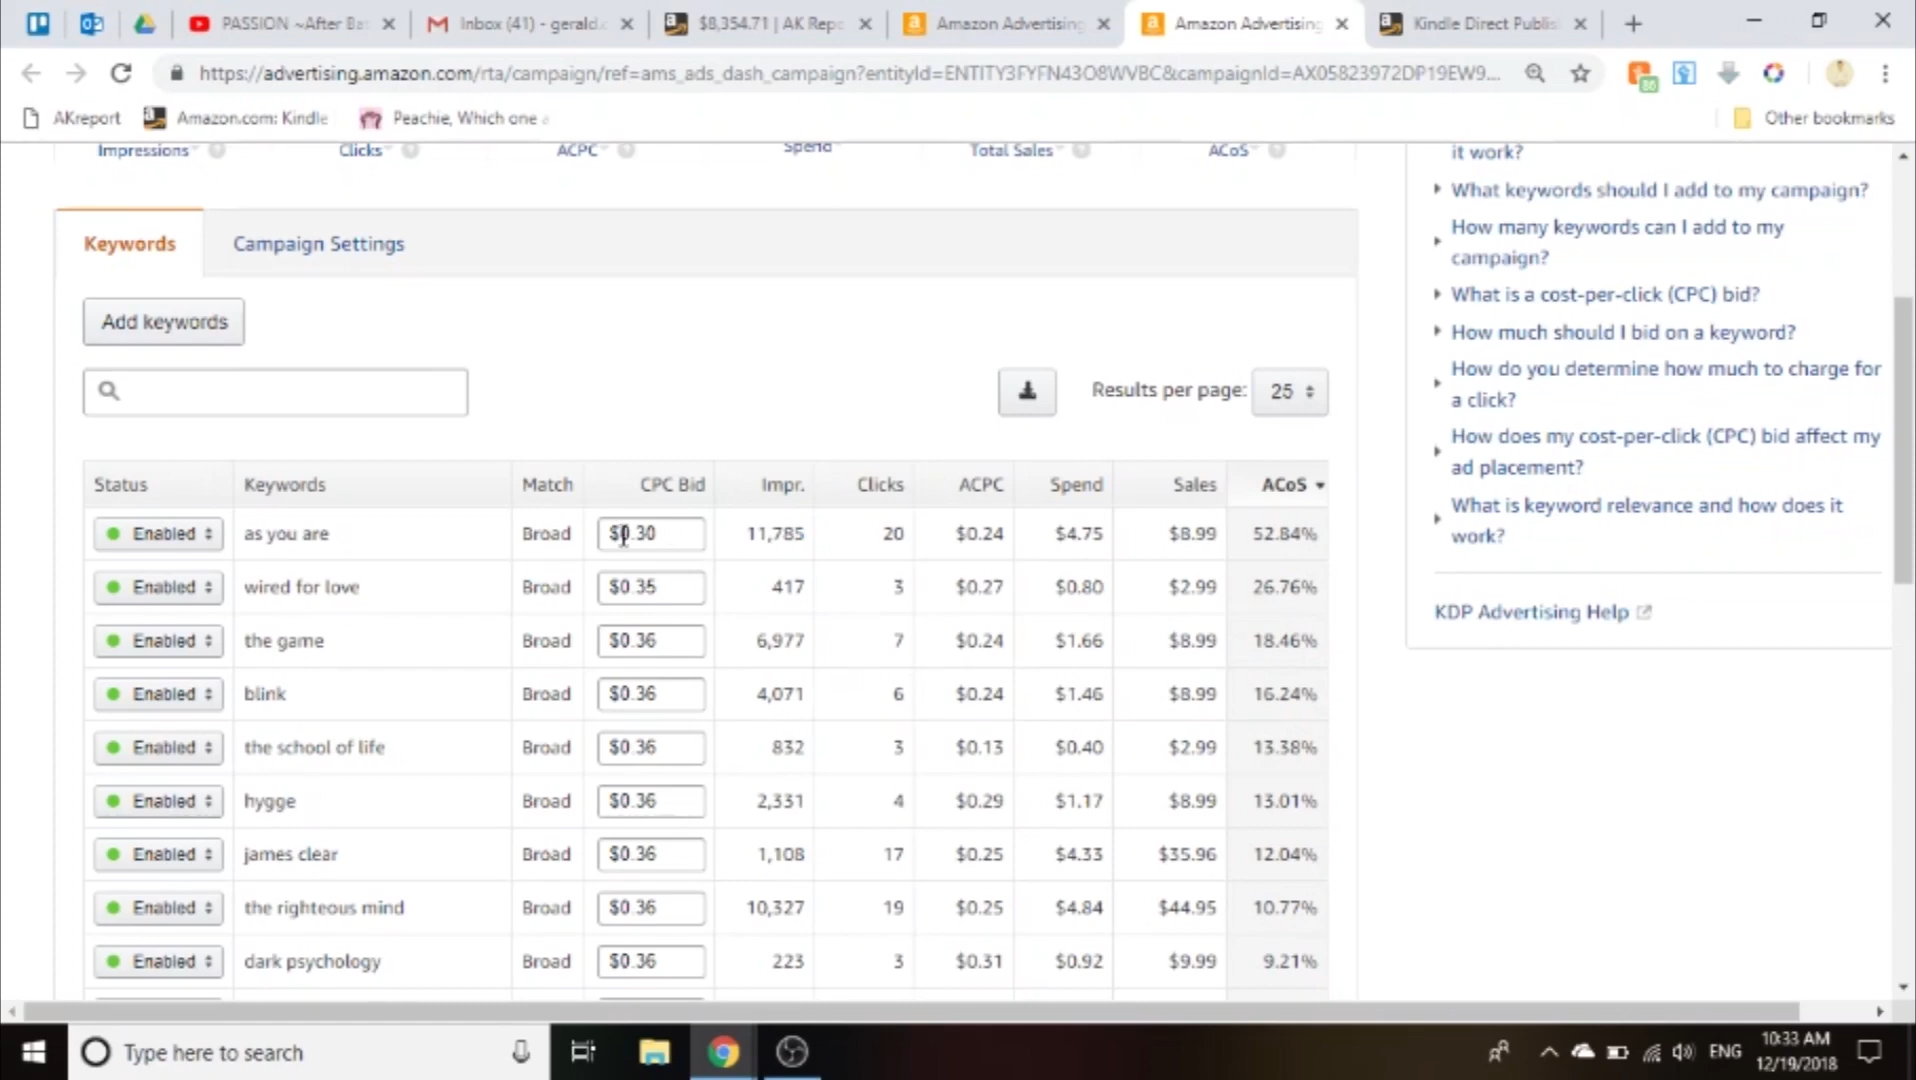 PASSION ~After Ba
Inbox (41) - gerald.
$8,354.71 | AK Repo
Amazon Advertising
Amazon Advertising
Kindle Direct Publis
https://advertising.amazon.com/rta/campaign/ref=ams_ads_dash_campaign?entityId=ENTITY3FYFN43O8WVBC&campaignId=AX05823972DP19EW9...
AKreport
Amazon.com: Kindle
Peachie, Which one a
Other bookmarks
Impressions Clicks ACPC Spend Total Sales ACoS
Keywords Campaign Settings
Add keywords
Results per page: 25
Status Keywords Match CPC Bid Impr. Clicks ACPC Spend Sales ACoS
Enabled as you are Broad $0.30 11,785 20 $0.24 $4.75 $8.99 52.84%
Enabled wired for love Broad $0.35 417 3 $0.27 $0.80 $2.99 26.76%
Enabled the game Broad $0.36 6,977 7 $0.24 $1.66 $8.99 18.46%
Enabled blink Broad $0.36 4,071 6 $0.24 $1.46 $8.99 16.24%
Enabled the school of life Broad $0.36 832 3 $0.13 $0.40 $2.99 13.38%
Enabled hygge Broad $0.36 2,331 4 $0.29 $1.17 $8.99 13.01%
Enabled james clear Broad $0.36 1,108 17 $0.25 $4.33 $35.96 12.04%
Enabled the righteous mind Broad $0.36 10,327 19 $0.25 $4.84 $44.95 10.77%
Enabled dark psychology Broad $0.36 223 3 $0.31 $0.92 $9.99 9.21%
it work?
What keywords should I add to my campaign?
How many keywords can I add to my
campaign?
What is a cost-per-click (CPC) bid?
How much should I bid on a keyword?
How do you determine how much to charge for
a click?
How does my cost-per-click (CPC) bid affect my
ad placement?
What is keyword relevance and how does it
work?
KDP Advertising Help
Type here to search
ENG
10:33 AM
12/19/2018